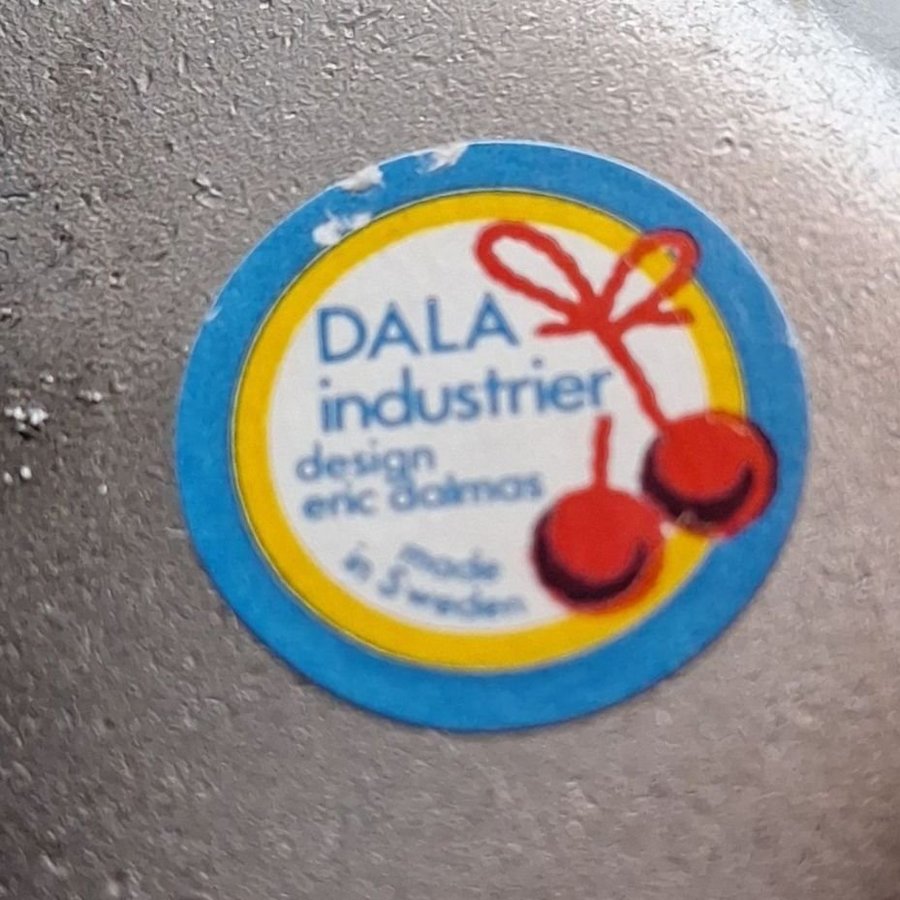 DALA
industrier
design
eric dalmas
made
in Sweden